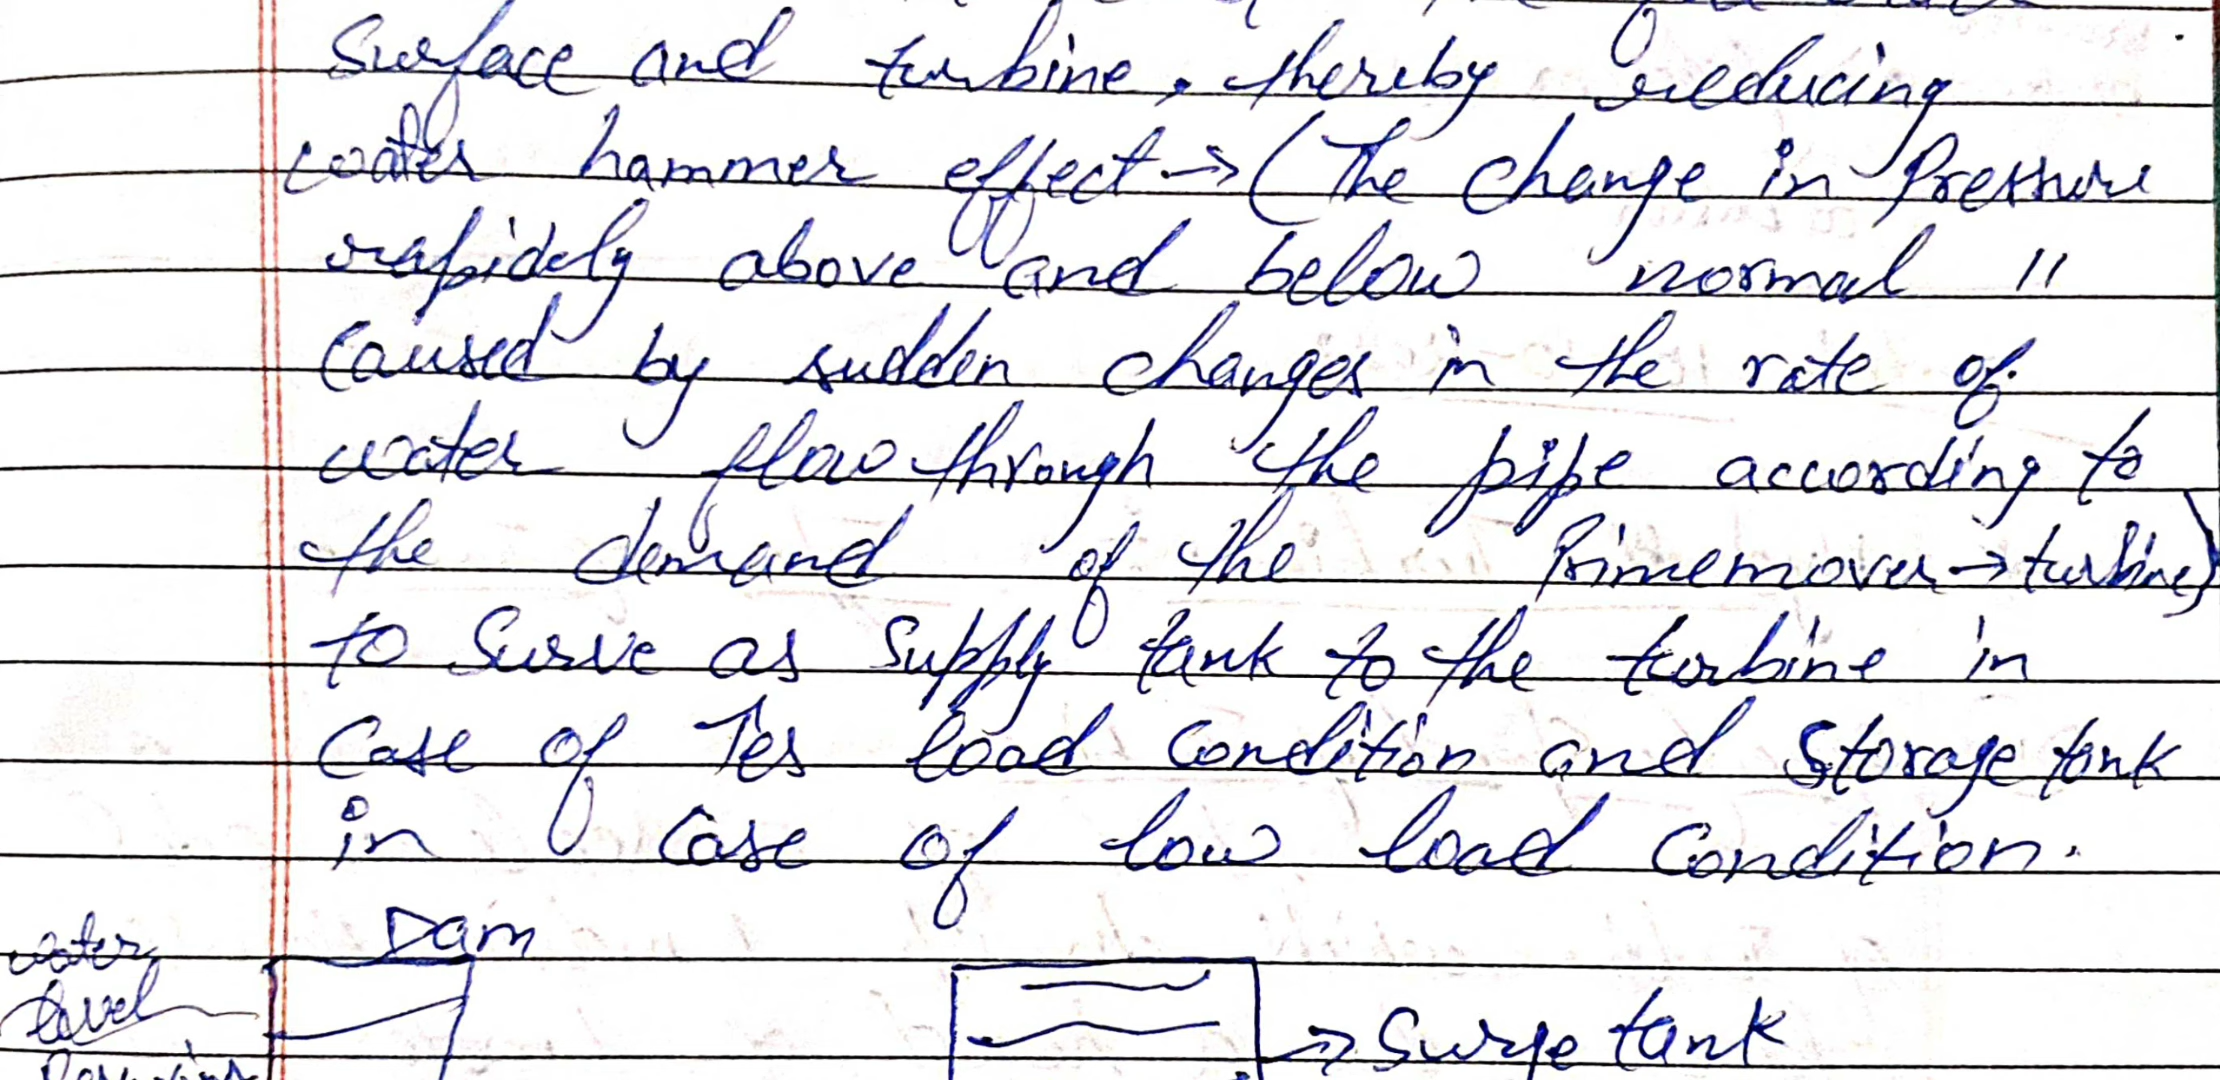 Surface and turbine, thereby reducing
water hammer effect → (The change in Pressure
rapidely above and below normal "
Caused by sudden changes in the rate of
water flow through the pipe according to
the demand of the Primemover → turbine)
to Surve as Supply tank to the turbine in
Case of ↑es load Condition and Storage tank
in Case of low load Condition.
Dam
water
level
→ Surge tank